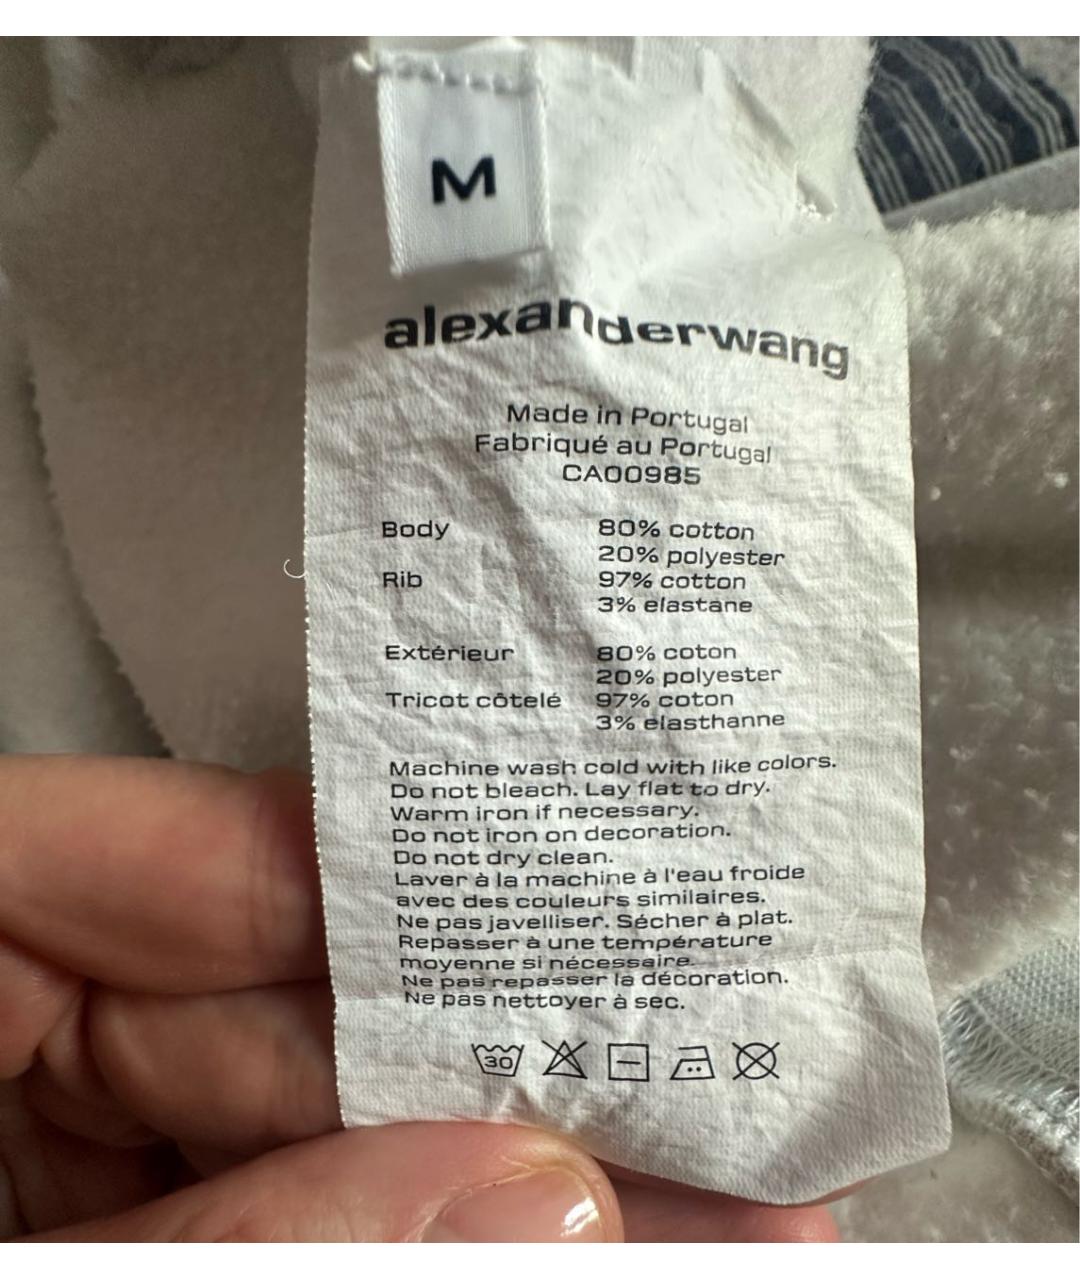 M
alexanderwang
Made in Portugal
Fabriqué au Portugal
CA00985
Body 80% cotton
20% polyester
Rib 97% cotton
3% elastane
Extérieur 80% coton
20% polyester
Tricot côtelé 97% coton
3% elasthanne
Machine wash cold with like colors.
Do not bleach. Lay flat to dry.
Warm iron if necessary.
Do not iron on decoration.
Do not dry clean.
Laver à la machine à l'eau froide
avec des couleurs similaires.
Ne pas javelliser. Sécher à plat.
Repasser à une température
moyenne si nécessaire.
Ne pas repasser la décoration.
Ne pas nettoyer à sec.
30